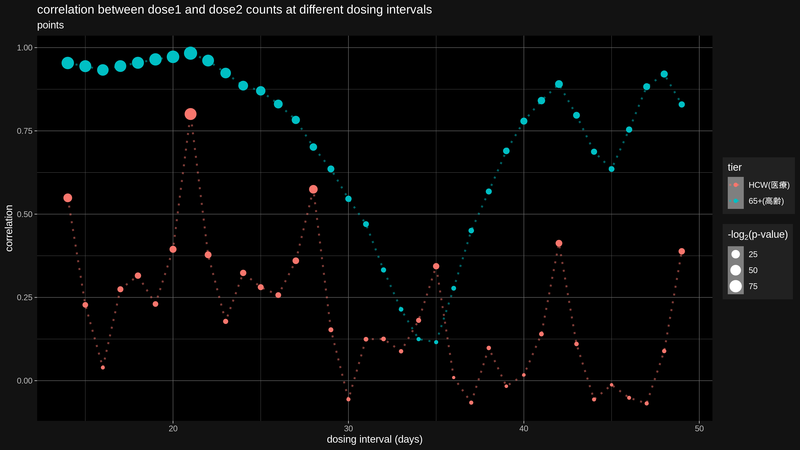 correlation between dose1 and dose2 counts at different dosing intervals
points
1.00
0.75
0.50
0.25
0.00
correlation
20
30
40
50
dosing interval (days)
tier
HCW(医療)
65+(高齢)
-log2(p-value)
25
50
75